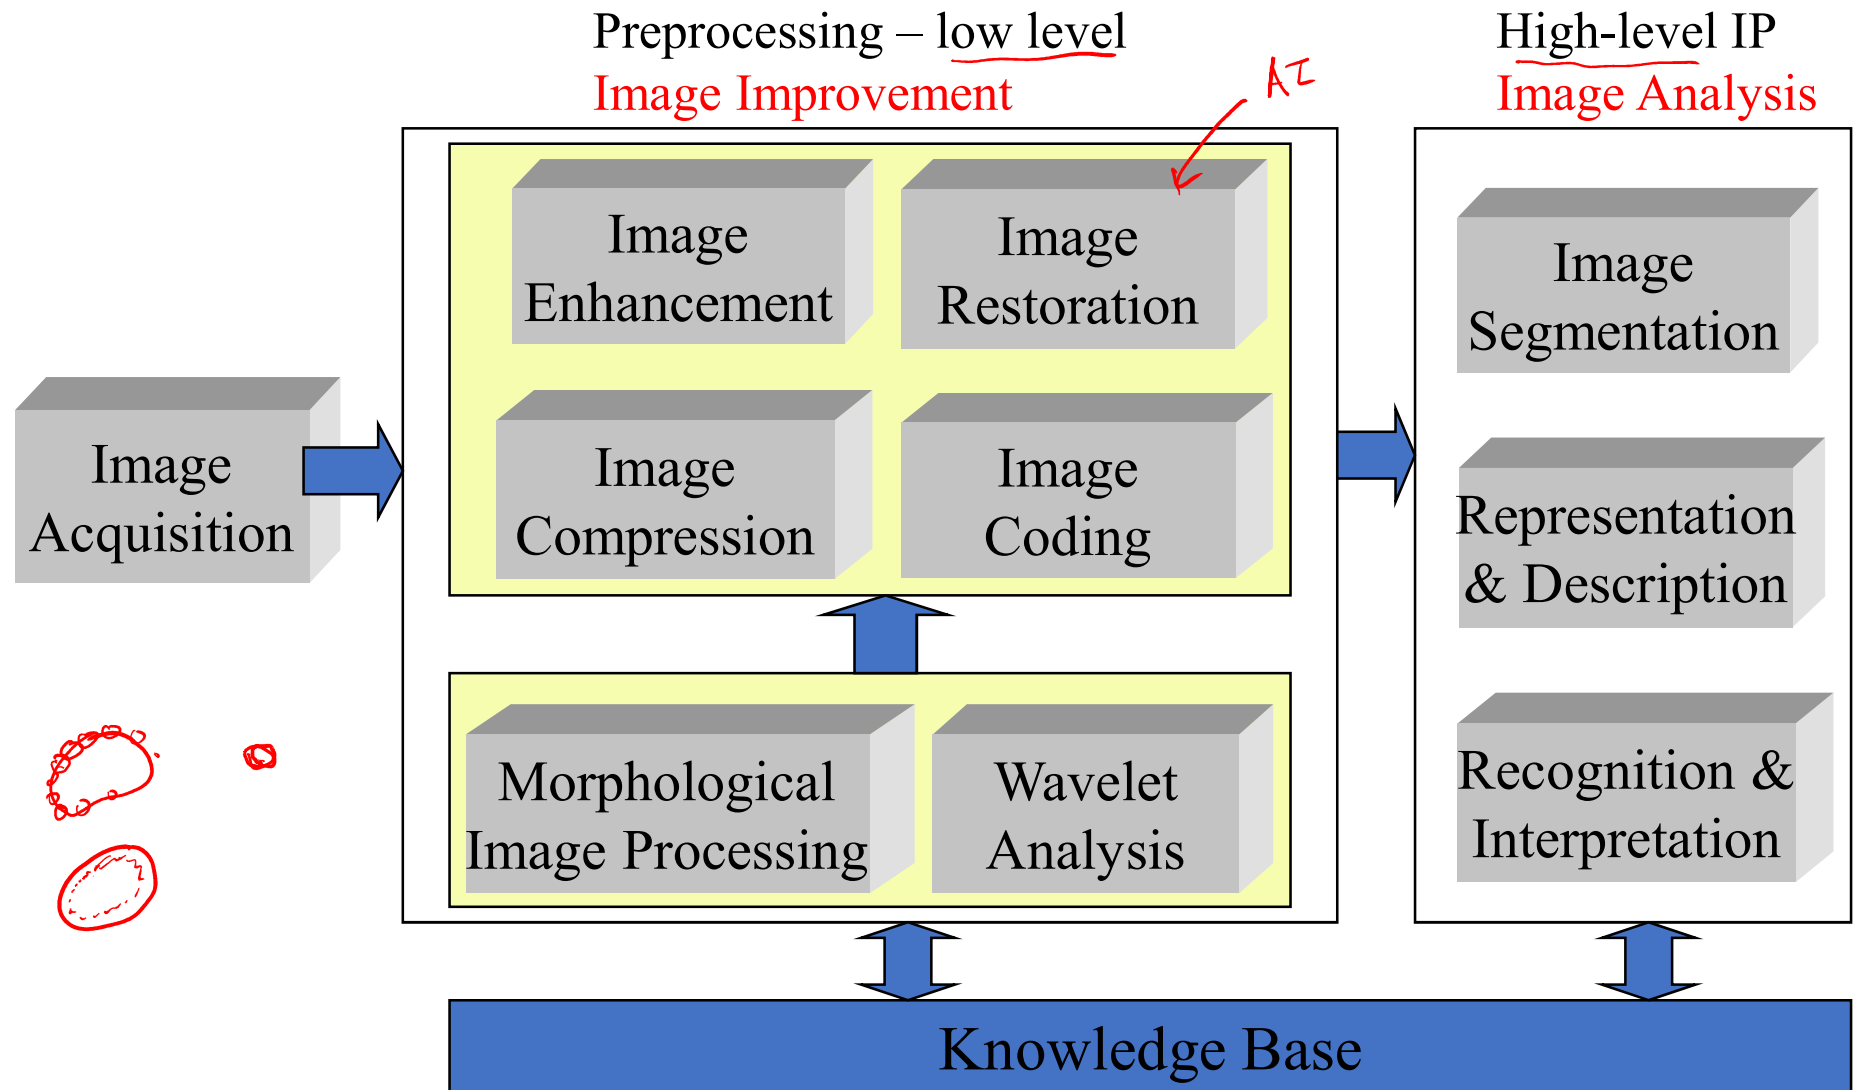 Preprocessing – low level
Image Improvement
High-level IP
Image Analysis
AI
Image
Enhancement
Image
Restoration
Image
Segmentation
Image
Acquisition
Image
Compression
Image
Coding
Representation
& Description
Morphological
Image Processing
Wavelet
Analysis
Recognition &
Interpretation
Knowledge Base